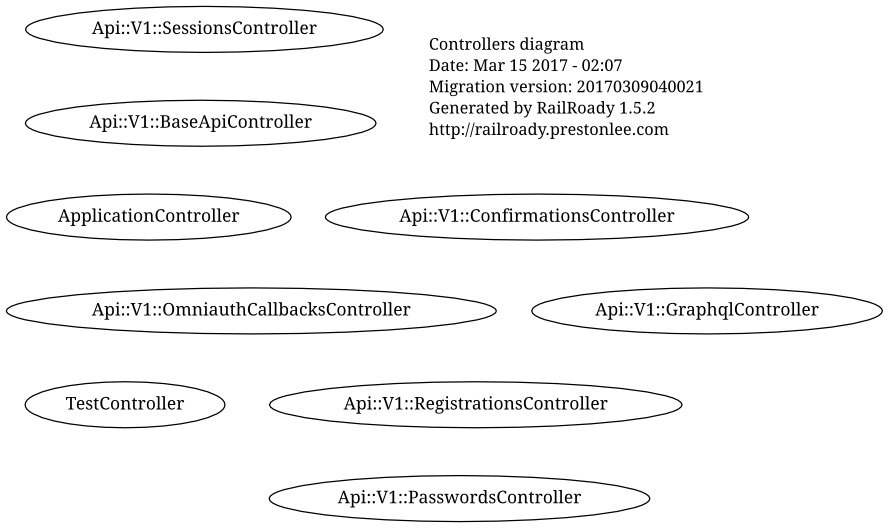 Api::V1::SessionsController
Controllers diagram
Date: Mar 15 2017 - 02:07
Migration version: 20170309040021
Generated by RailRoady 1.5.2
http://railroady.prestonlee.com
Api::V1::BaseApiController
ApplicationController
Api::V1::ConfirmationsController
Api::V1::OmniauthCallbacksController
Api::V1::GraphqlController
TestController
Api::V1::RegistrationsController
Api::V1::PasswordsController